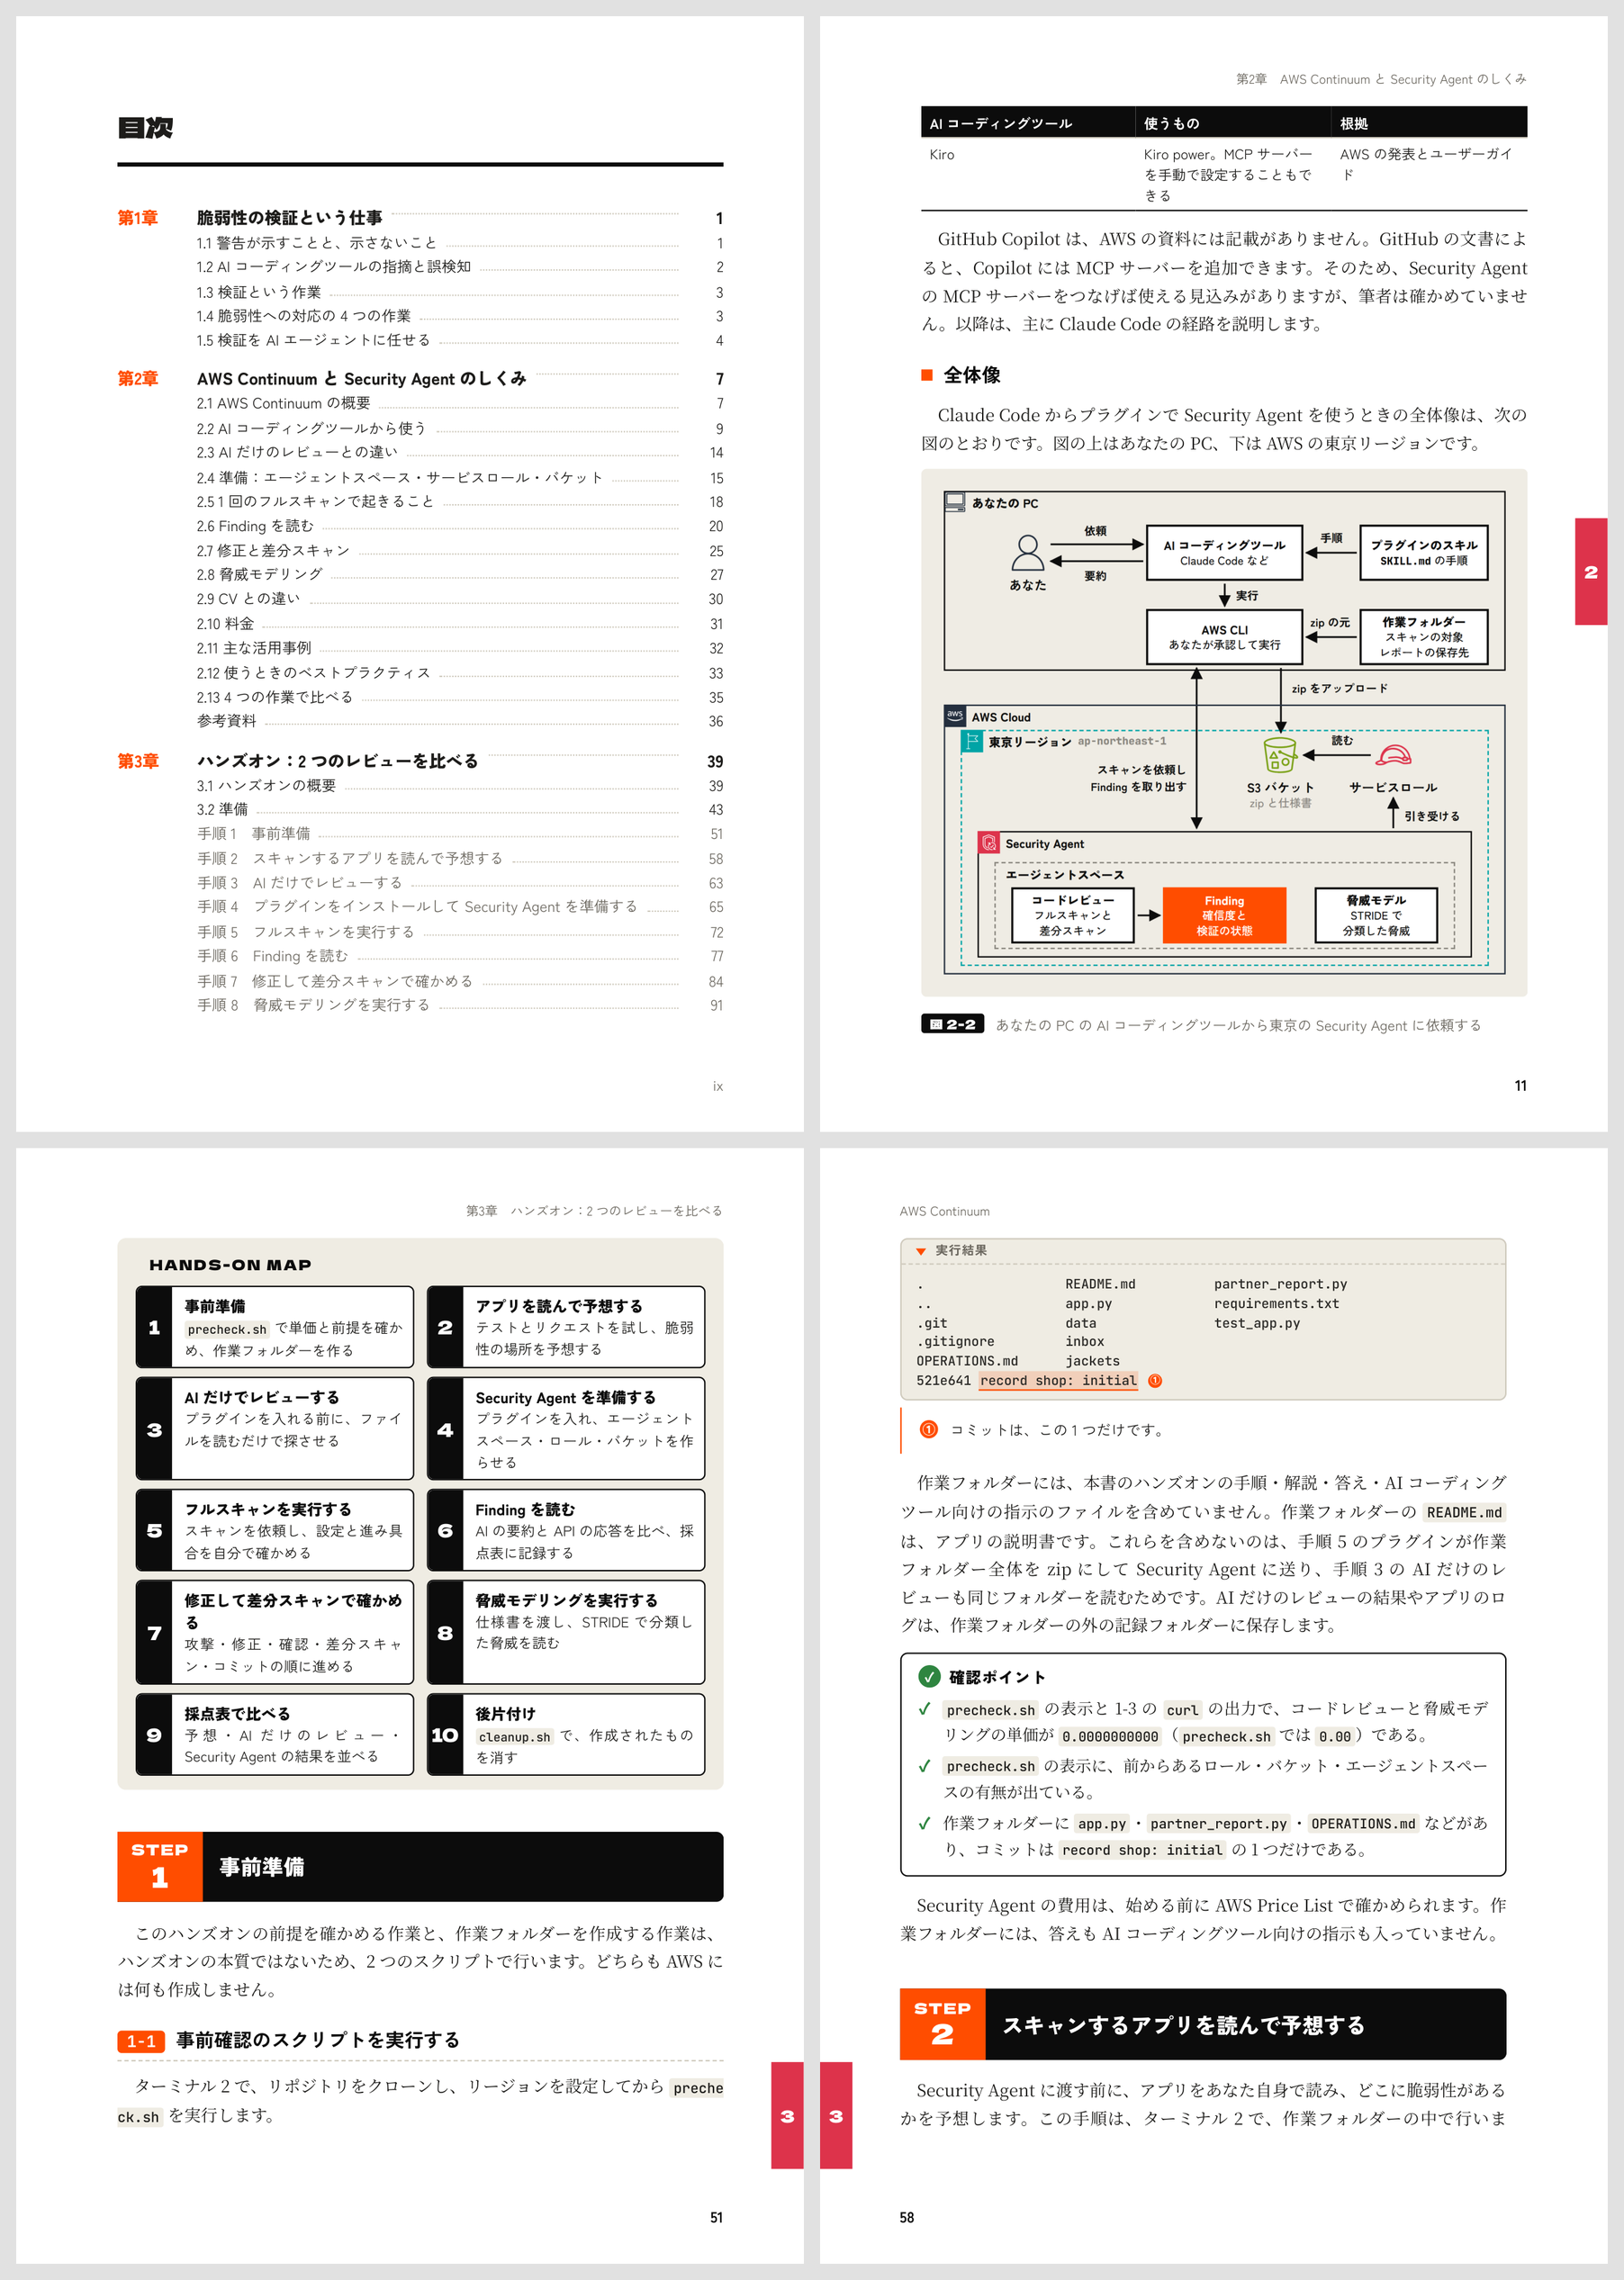 目次
第1章 脆弱性の検証という仕事 1
1.1 警告が示すことと、示さないこと 1
1.2 AI コーディングツールの指摘と誤検知 2
1.3 検証という作業 3
1.4 脆弱性への対応の 4 つの作業 3
1.5 検証を AI エージェントに任せる 4
第2章 AWS Continuum と Security Agent のしくみ 7
2.1 AWS Continuum の概要 7
2.2 AI コーディングツールから使う 9
2.3 AI だけのレビューとの違い 14
2.4 準備：エージェントスペース・サービスロール・バケット 15
2.5 1 回のフルスキャンで起きること 18
2.6 Finding を読む 20
2.7 修正と差分スキャン 25
2.8 脅威モデリング 27
2.9 CV との違い 30
2.10 料金 31
2.11 主な活用事例 32
2.12 使うときのベストプラクティス 33
2.13 4 つの作業で比べる 35
参考資料 36
第3章 ハンズオン：2 つのレビューを比べる 39
3.1 ハンズオンの概要 39
3.2 準備 43
手順 1 事前準備 51
手順 2 スキャンするアプリを読んで予想する 58
手順 3 AI だけでレビューする 63
手順 4 プラグインをインストールして Security Agent を準備する 65
手順 5 フルスキャンを実行する 72
手順 6 Finding を読む 77
手順 7 修正して差分スキャンで確かめる 84
手順 8 脅威モデリングを実行する 91
ix
第2章 AWS Continuum と Security Agent のしくみ
AI コーディングツール 使うもの 根拠
Kiro Kiro power。MCP サーバー AWS の発表とユーザーガイ
を手動で設定することもで ド
きる
GitHub Copilot は、AWS の資料には記載がありません。GitHub の文書によ
ると、Copilot には MCP サーバーを追加できます。そのため、Security Agent
の MCP サーバーをつなげば使える見込みがありますが、筆者は確かめていませ
ん。以降は、主に Claude Code の経路を説明します。
全体像
Claude Code からプラグインで Security Agent を使うときの全体像は、次の
図のとおりです。図の上はあなたの PC、下は AWS の東京リージョンです。
あなたの PC
依頼
要約
あなた
AI コーディングツール
Claude Code など
手順
プラグインのスキル
SKILL.md の手順
実行
AWS CLI
あなたが承認して実行
zip の元
作業フォルダー
スキャンの対象
レポートの保存先
zip をアップロード
aws
AWS Cloud
東京リージョン ap-northeast-1
スキャンを依頼し
Finding を取り出す
読む
S3 バケット
zip と仕様書
サービスロール
引き受ける
Security Agent
エージェントスペース
コードレビュー
フルスキャンと
差分スキャン
Finding
確信度と
検証の状態
脅威モデル
STRIDE で
分類した脅威
図 2-2 あなたの PC の AI コーディングツールから東京の Security Agent に依頼する
2
11
第3章 ハンズオン：2 つのレビューを比べる
HANDS-ON MAP
1 事前準備
precheck.sh で単価と前提を確か
め、作業フォルダーを作る
2 アプリを読んで予想する
テストとリクエストを試し、脆弱
性の場所を予想する
3 AI だけでレビューする
プラグインを入れる前に、ファイ
ルを読むだけで探させる
4 Security Agent を準備する
プラグインを入れ、エージェント
スペース・ロール・バケットを作
らせる
5 フルスキャンを実行する
スキャンを依頼し、設定と進み具
合を自分で確かめる
6 Finding を読む
AI の要約と API の応答を比べ、採
点表に記録する
7 修正して差分スキャンで確かめ
る
攻撃・修正・確認・差分スキャ
ン・コミットの順に進める
8 脅威モデリングを実行する
仕様書を渡し、STRIDE で分類し
た脅威を読む
9 採点表で比べる
予想・AI だけのレビュー・
Security Agent の結果を並べる
10 後片付け
cleanup.sh で、作成されたもの
を消す
STEP
1
事前準備
このハンズオンの前提を確かめる作業と、作業フォルダーを作成する作業は、
ハンズオンの本質ではないため、2 つのスクリプトで行います。どちらも AWS に
は何も作成しません。
1-1 事前確認のスクリプトを実行する
ターミナル 2 で、リポジトリをクローンし、リージョンを設定してから preche
ck.sh を実行します。
3
51
AWS Continuum
実行結果
. README.md partner_report.py
.. app.py requirements.txt
.git data test_app.py
.gitignore inbox
OPERATIONS.md jackets
521e641 record shop: initial ①
① コミットは、この 1 つだけです。
作業フォルダーには、本書のハンズオンの手順・解説・答え・AI コーディング
ツール向けの指示のファイルを含めていません。作業フォルダーの README.md
は、アプリの説明書です。これらを含めないのは、手順 5 のプラグインが作業
フォルダー全体を zip にして Security Agent に送り、手順 3 の AI だけのレ
ビューも同じフォルダーを読むためです。AI だけのレビューの結果やアプリのロ
グは、作業フォルダーの外の記録フォルダーに保存します。
確認ポイント
✓ precheck.sh の表示と 1-3 の curl の出力で、コードレビューと脅威モデ
リングの単価が 0.0000000000（precheck.sh では 0.00）である。
✓ precheck.sh の表示に、前からあるロール・バケット・エージェントスペー
スの有無が出ている。
✓ 作業フォルダーに app.py・partner_report.py・OPERATIONS.md などがあ
り、コミットは record shop: initial の 1 つだけである。
Security Agent の費用は、始める前に AWS Price List で確かめられます。作
業フォルダーには、答えも AI コーディングツール向けの指示も入っていません。
STEP
2
スキャンするアプリを読んで予想する
Security Agent に渡す前に、アプリをあなた自身で読み、どこに脆弱性がある
かを予想します。この手順は、ターミナル 2 で、作業フォルダーの中で行いま
3
58